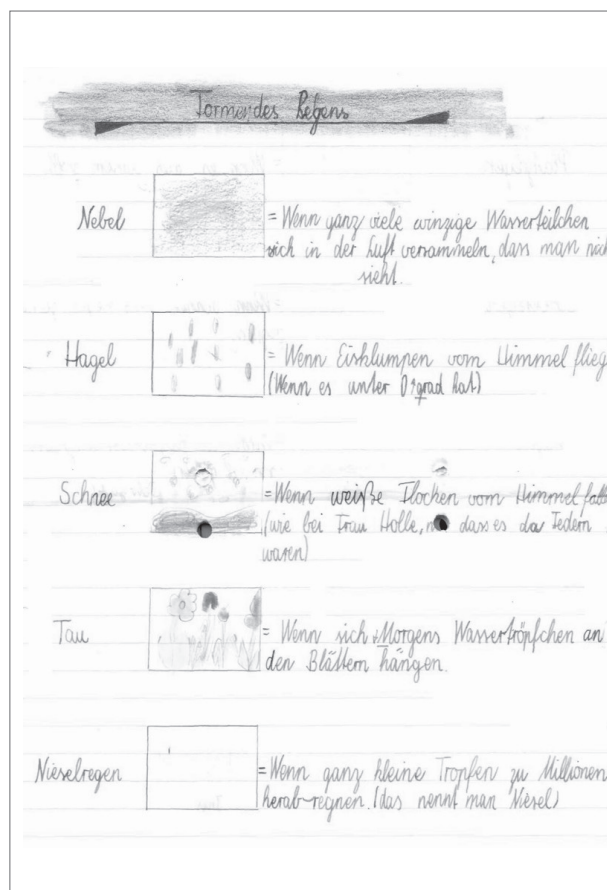 Formen des Regens
Nebel
= Wenn ganz viele winzige Wasserteilchen
sich in der Luft versammeln, dass man
sieht.
Hagel
= Wenn Eisklumpen vom Himmel flieg
(Wenn es unter 0°grad hat)
Schnee
= Wenn weiße Flocken vom Himmel
(wie bei Frau Holle, dass es da Federn
waren)
Tau
= Wenn sich Morgens Wassertröpfchen an
den Blättern hängen.
Nieselregen
= Wenn ganz kleine Tropfen zu Millionen
herab-regnen. (das nennt man Niesel)